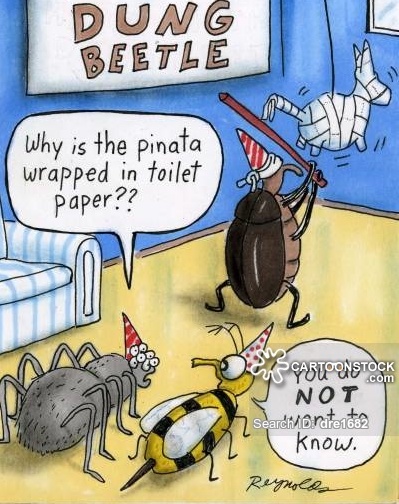 DUNG
BEETLE
Why is the pinata
wrapped in toilet
paper??
You do
NOT
want to
know.
CARTOONSTOCK
.com
Search ID: dre1682
Reynolds